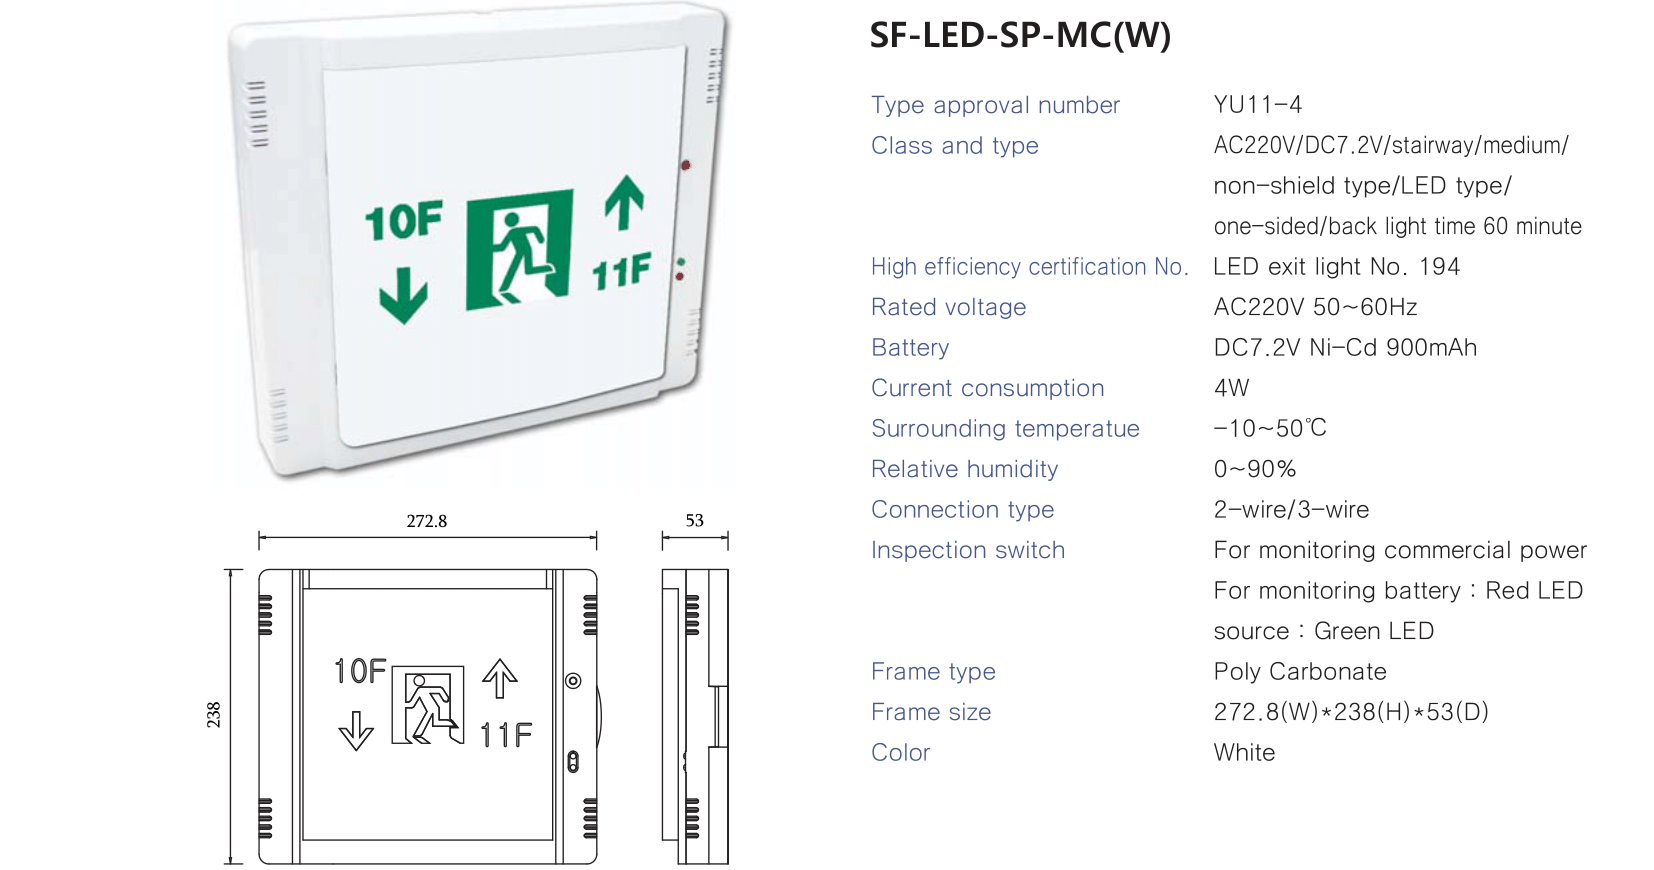 SF-LED-SP-MC(W)
Type approval number YU11-4
Class and type AC220V/DC7.2V/stairway/medium/
non-shield type/LED type/
one-sided/back light time 60 minute
High efficiency certification No. LED exit light No. 194
Rated voltage AC220V 50~60Hz
Battery DC7.2V Ni-Cd 900mAh
Current consumption 4W
Surrounding temperatue -10~50℃
Relative humidity 0~90%
Connection type 2-wire/3-wire
Inspection switch For monitoring commercial power
For monitoring battery : Red LED
source : Green LED
Frame type Poly Carbonate
Frame size 272.8(W)*238(H)*53(D)
Color White
10F
11F
272.8
53
238
10F
11F